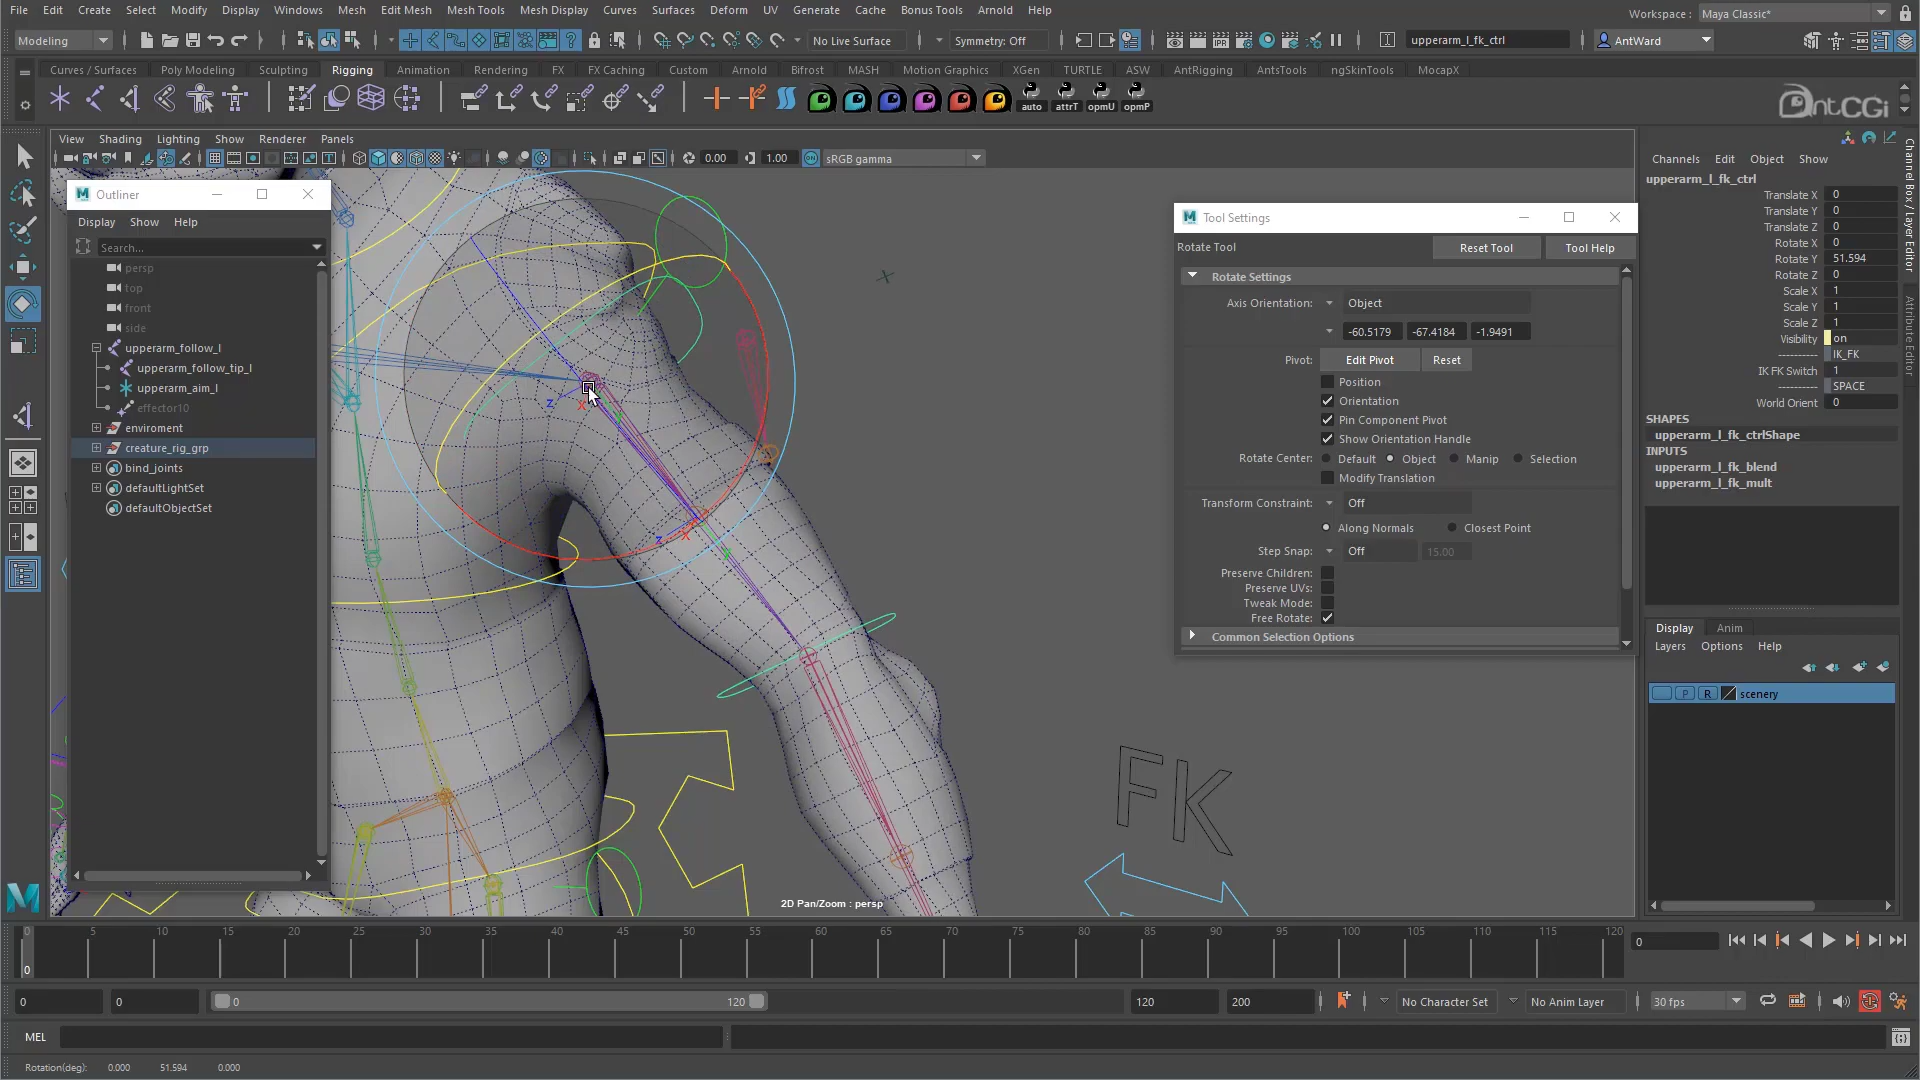 File Edit Create Select Modify Display Windows Mesh Edit Mesh Mesh Tools Mesh Display Curves Surfaces Deform UV Generate Cache Bonus Tools Arnold Help
Workspace : Maya Classic*
Modeling No Live Surface Symmetry: Off upperarm_l_fk_ctrl AntWard
Curves / Surfaces Poly Modeling Sculpting Rigging Animation Rendering FX FX Caching Custom Arnold Bifrost MASH Motion Graphics XGen TURTLE ASW AntRigging AntsTools ngSkinTools MocapX
auto attrT opmU opmP
AntCGi
View Shading Lighting Show Renderer Panels
0.00 1.00 sRGB gamma
Outliner
Display Show Help
Search...
persp
top
front
side
upperarm_follow_l
upperarm_follow_tip_l
upperarm_aim_l
effector10
enviroment
creature_rig_grp
bind_joints
defaultLightSet
defaultObjectSet
z x
z x y
FK
2D Pan/Zoom : persp
Tool Settings
Rotate Tool Reset Tool Tool Help
Rotate Settings
Axis Orientation: Object
-60.5179 -67.4184 -1.9491
Pivot: Edit Pivot Reset
Position
Orientation
Pin Component Pivot
Show Orientation Handle
Rotate Center: Default Object Manip Selection
Modify Translation
Transform Constraint: Off
Along Normals Closest Point
Step Snap: Off 15.00
Preserve Children:
Preserve UVs:
Tweak Mode:
Free Rotate:
Common Selection Options
Channels Edit Object Show
upperarm_l_fk_ctrl
Translate X 0
Translate Y 0
Translate Z 0
Rotate X 0
Rotate Y 51.594
Rotate Z 0
Scale X 1
Scale Y 1
Scale Z 1
Visibility on
---------- IK_FK
IK FK Switch 1
---------- SPACE
World Orient 0
SHAPES
upperarm_l_fk_ctrlShape
INPUTS
upperarm_l_fk_blend
upperarm_l_fk_mult
Channel Box / Layer Editor
Attribute Editor
Display Anim
Layers Options Help
P R scenery
0 5 10 15 20 25 30 35 40 45 50 55 60 65 70 75 80 85 90 95 100 105 110 115 120
0
0
0 0 0 120 120 200 No Character Set No Anim Layer 30 fps
MEL
Rotation(deg): 0.000 51.594 0.000